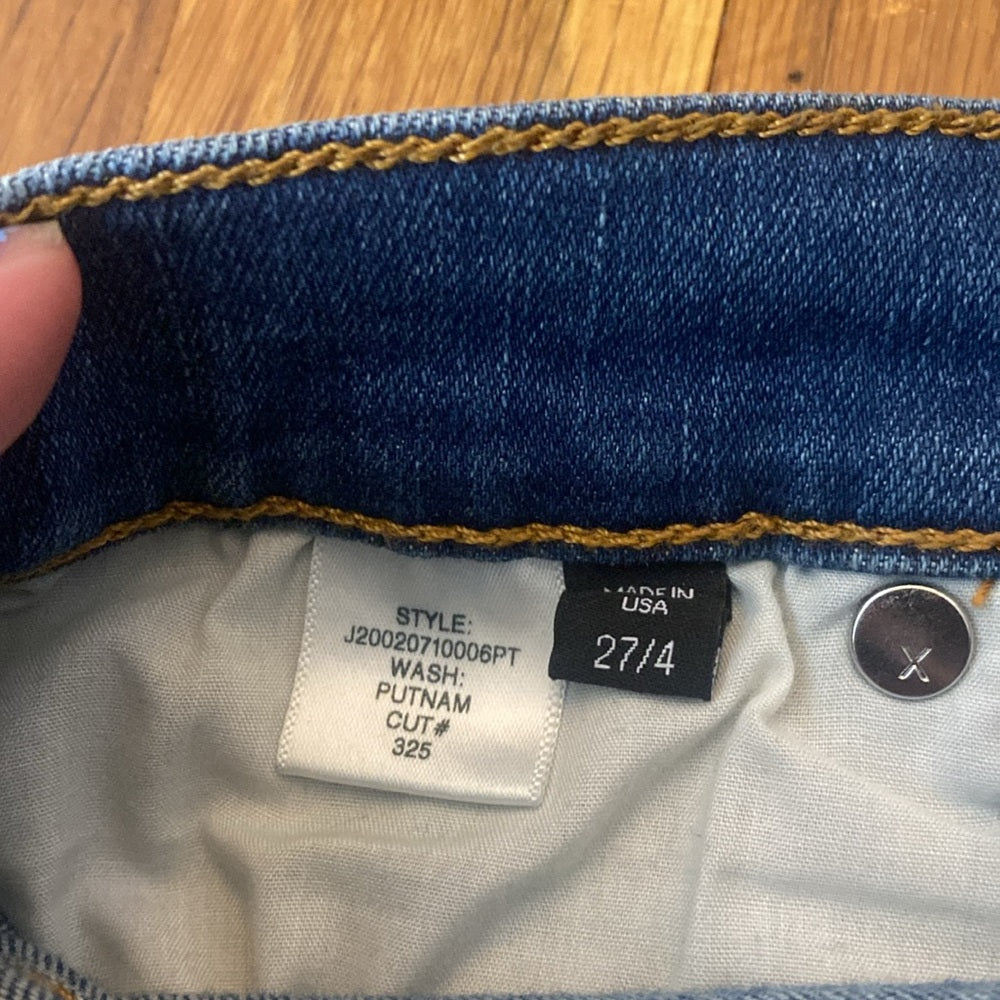 STYLE:
J20020710006PT
WASH:
PUTNAM
CUT#
325
MADE IN
USA
27/4
X